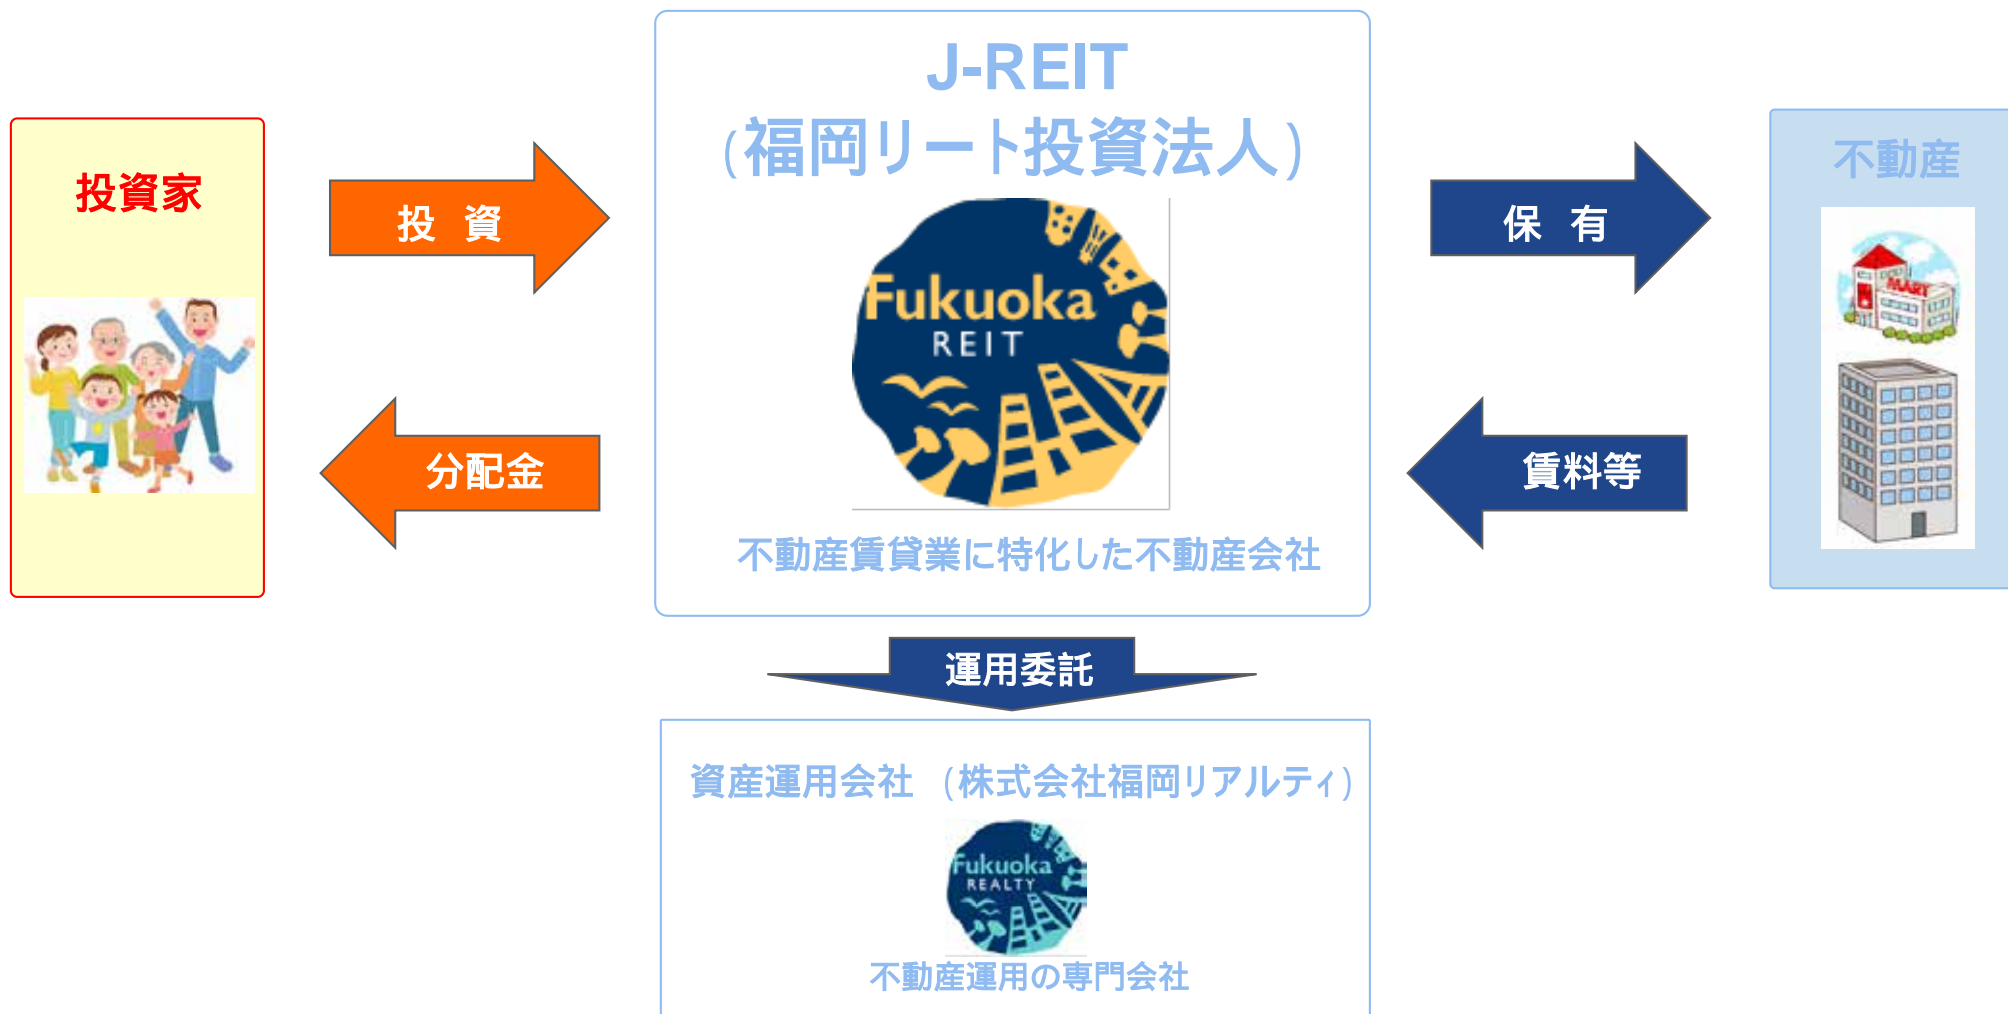 J-REIT
(福岡リート投資法人)
投資家
投 資
保 有
不動産
MART
Fukuoka
REIT
分配金
賃料等
不動産賃貸業に特化した不動産会社
運用委託
資産運用会社 (株式会社福岡リアルティ)
Fukuoka
REALTY
不動産運用の専門会社